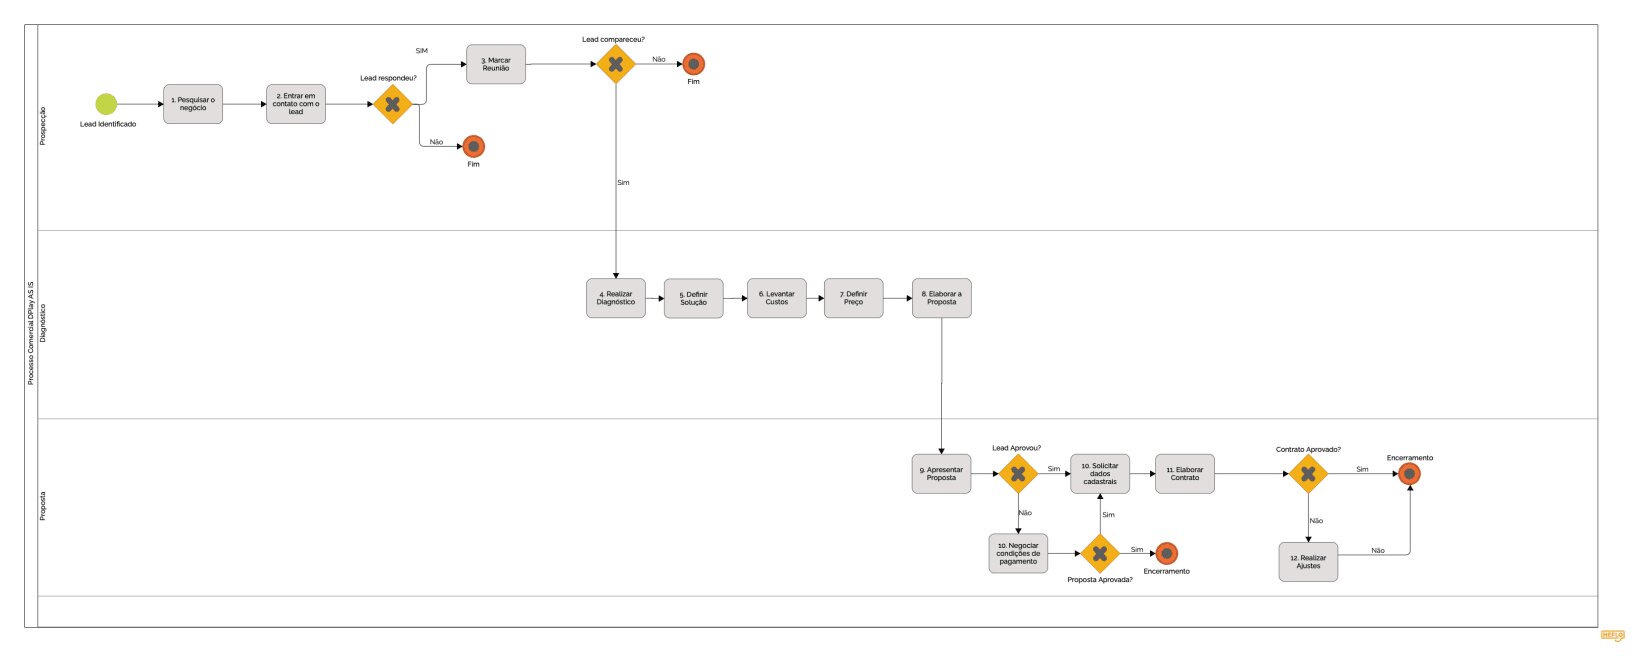 Processo Comercial DPlay AS IS
Prospecção
Lead Identificado
1. Pesquisar o
negócio
2. Entrar em
contato com o
lead
Lead respondeu?
SIM
Não
Fim
3. Marcar
Reunião
Lead compareceu?
Não
Fim
Sim
Diagnóstico
4. Realizar
Diagnóstico
5. Definir
Solução
6. Levantar
Custos
7. Definir
Preço
8. Elaborar a
Proposta
Proposta
9. Apresentar
Proposta
Lead Aprovou?
Sim
Não
10. Solicitar
dados
cadastrais
11. Elaborar
Contrato
Contrato Aprovado?
Sim
Encerramento
Não
10. Negociar
condições de
pagamento
Sim
Proposta Aprovada?
Sim
Encerramento
12. Realizar
Ajustes
Não
HEFLO